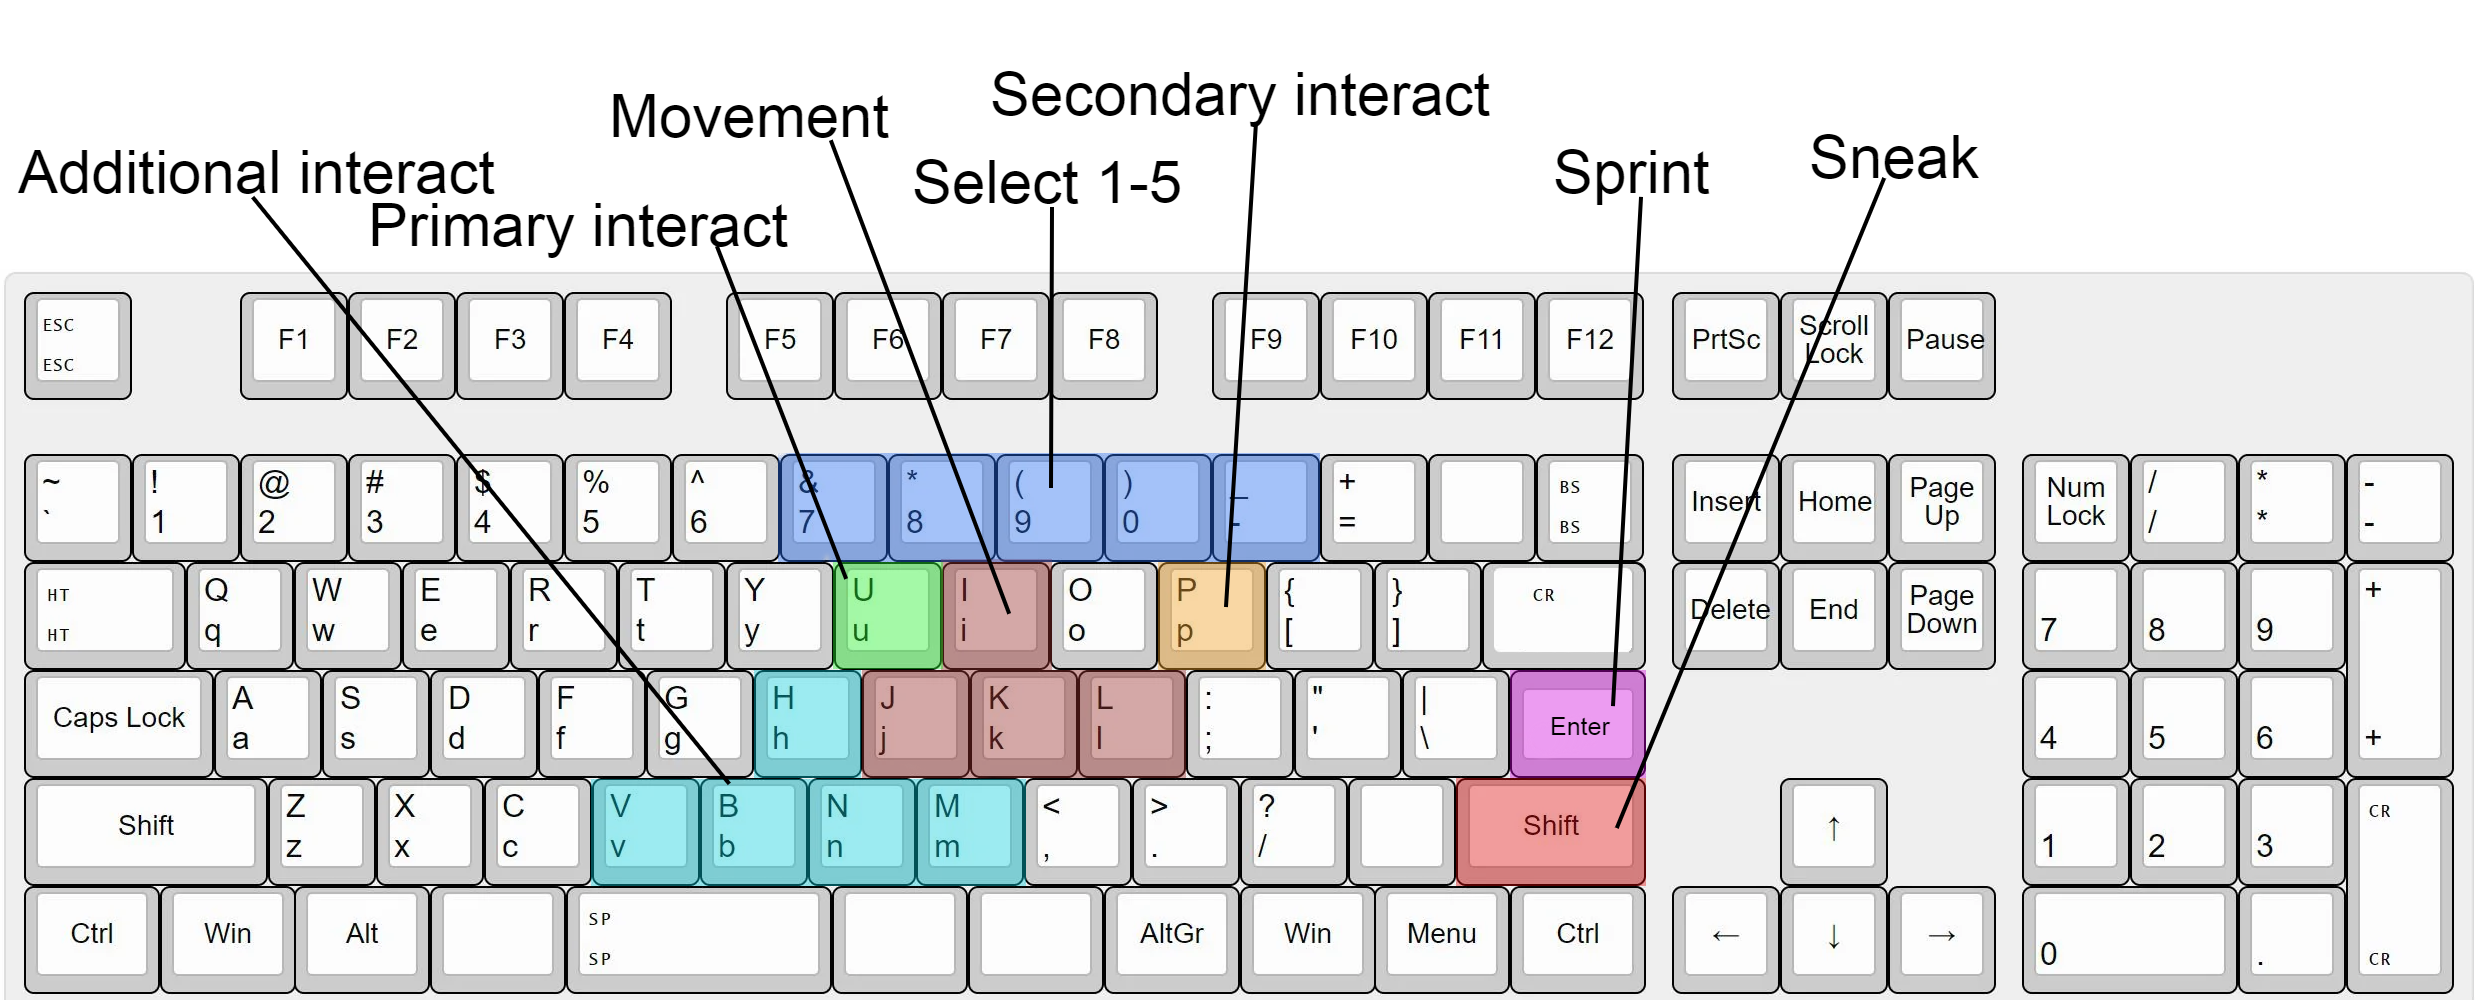 Secondary interact
Movement
Sneak
Additional interact
Select 1-5
Sprint
Primary interact
ESC
ESC
F1 F2 F3 F4 F5 F6 F7 F8 F9 F10 F11 F12 PrtSc Scroll Lock Pause
~ ! @ # $ % ^ & * ( ) _ + BS
` 1 2 3 4 5 6 7 8 9 0 - = BS
Insert Home Page Up Num Lock / * -
/ * -
HT Q W E R T Y U I O P { } CR
HT q w e r t y u i o p [ ]
Delete End Page Down 7 8 9 +
+
Caps Lock A S D F G H J K L : " | Enter
a s d f g h j k l ; ' \
4 5 6
Shift Z X C V B N M < > ? Shift
z x c v b n m , . /
↑ 1 2 3 CR
CR
Ctrl Win Alt SP AltGr Win Menu Ctrl
SP
← ↓ → 0 .